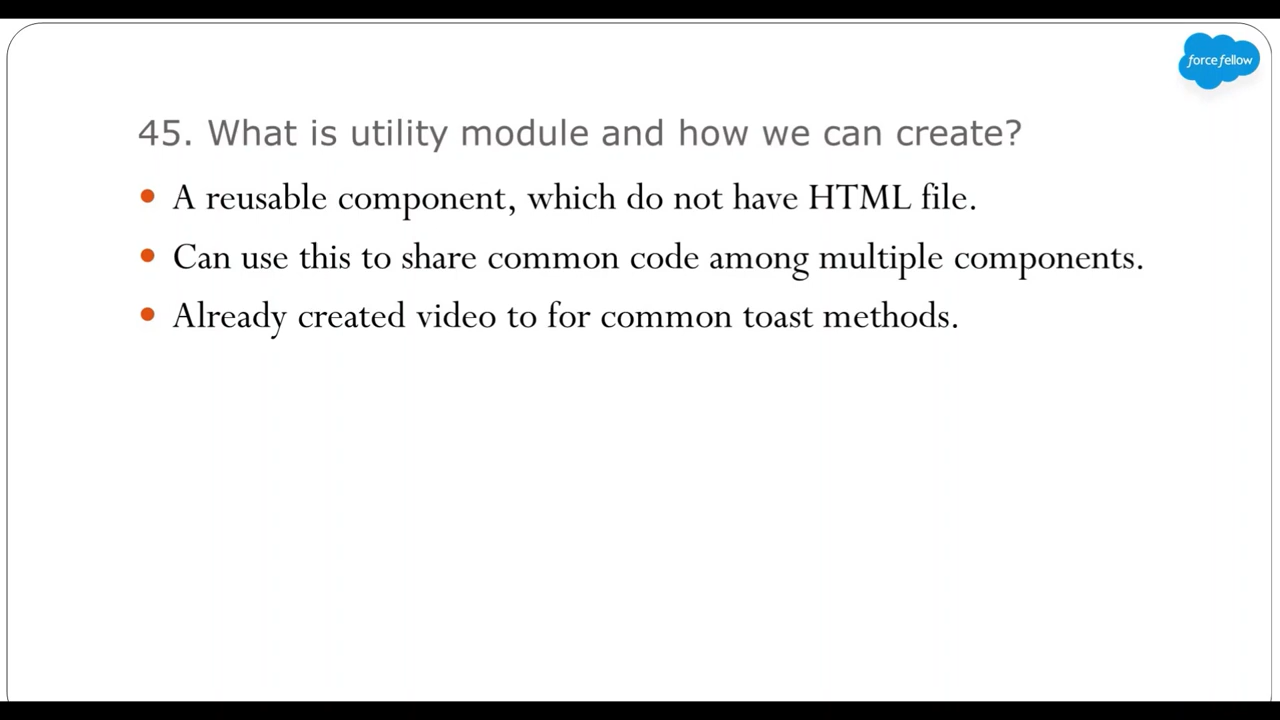 force fellow
45. What is utility module and how we can create?
A reusable component, which do not have HTML file.
Can use this to share common code among multiple components.
Already created video to for common toast methods.